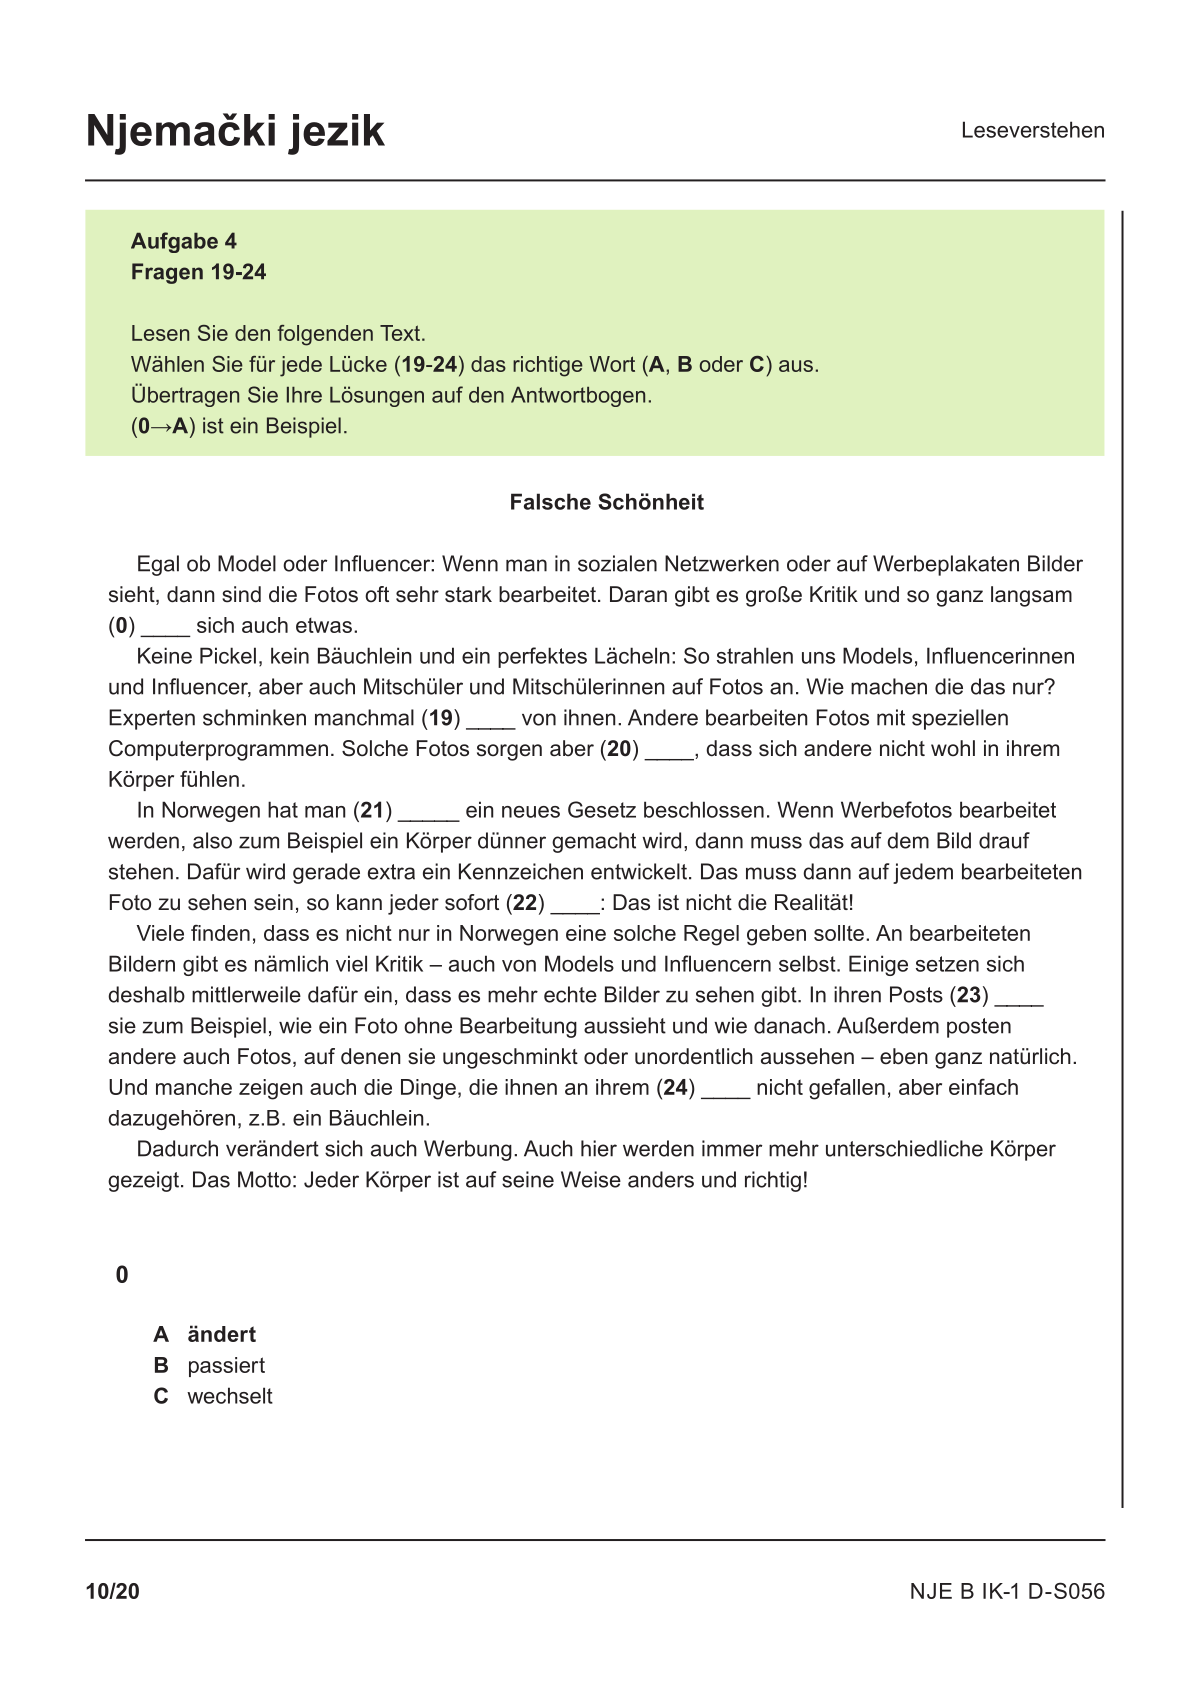 Njemački jezik
Leseverstehen
Aufgabe 4
Fragen 19-24
Lesen Sie den folgenden Text.
Wählen Sie für jede Lücke (19-24) das richtige Wort (A, B oder C) aus.
Übertragen Sie Ihre Lösungen auf den Antwortbogen.
(0→A) ist ein Beispiel.
Falsche Schönheit
Egal ob Model oder Influencer: Wenn man in sozialen Netzwerken oder auf Werbeplakaten Bilder
sieht, dann sind die Fotos oft sehr stark bearbeitet. Daran gibt es große Kritik und so ganz langsam
(0) ____ sich auch etwas.
Keine Pickel, kein Bäuchlein und ein perfektes Lächeln: So strahlen uns Models, Influencerinnen
und Influencer, aber auch Mitschüler und Mitschülerinnen auf Fotos an. Wie machen die das nur?
Experten schminken manchmal (19) ____ von ihnen. Andere bearbeiten Fotos mit speziellen
Computerprogrammen. Solche Fotos sorgen aber (20) ____, dass sich andere nicht wohl in ihrem
Körper fühlen.
In Norwegen hat man (21) _____ ein neues Gesetz beschlossen. Wenn Werbefotos bearbeitet
werden, also zum Beispiel ein Körper dünner gemacht wird, dann muss das auf dem Bild drauf
stehen. Dafür wird gerade extra ein Kennzeichen entwickelt. Das muss dann auf jedem bearbeiteten
Foto zu sehen sein, so kann jeder sofort (22) ____: Das ist nicht die Realität!
Viele finden, dass es nicht nur in Norwegen eine solche Regel geben sollte. An bearbeiteten
Bildern gibt es nämlich viel Kritik – auch von Models und Influencern selbst. Einige setzen sich
deshalb mittlerweile dafür ein, dass es mehr echte Bilder zu sehen gibt. In ihren Posts (23) ____
sie zum Beispiel, wie ein Foto ohne Bearbeitung aussieht und wie danach. Außerdem posten
andere auch Fotos, auf denen sie ungeschminkt oder unordentlich aussehen – eben ganz natürlich.
Und manche zeigen auch die Dinge, die ihnen an ihrem (24) ____ nicht gefallen, aber einfach
dazugehören, z.B. ein Bäuchlein.
Dadurch verändert sich auch Werbung. Auch hier werden immer mehr unterschiedliche Körper
gezeigt. Das Motto: Jeder Körper ist auf seine Weise anders und richtig!
0
A ändert
B passiert
C wechselt
10/20
NJE B IK-1 D-S056